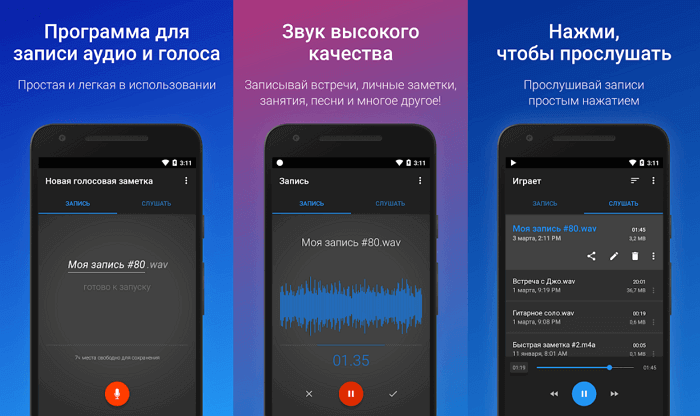 Программа для
записи аудио и голоса
Простая и легкая в использовании
3:11
Новая голосовая заметка
ЗАПИСЬ
СЛУШАТЬ
Моя запись #80 .wav
готово к запуску
7ч места свободно для сохранения
Звук высокого
качества
Записывай встречи, личные заметки,
занятия, песни и многое другое!
3:11
Запись
ЗАПИСЬ
СЛУШАТЬ
Моя запись #80.wav
01.35
Нажми,
чтобы прослушать
Прослушивай записи
простым нажатием
3:11
Играет
ЗАПИСЬ
СЛУШАТЬ
Моя запись #80.wav 01:45
3 марта, 2:11 PM 3,2 MB
Встреча с Джо.wav 20:01
1 марта, 9:19 PM 36,7 MB
Гитарное соло.wav 00:19
1 марта, 9:08 PM 0,6 MB
Быстрая заметка #2.m4a 00:05
11 января, 8:01 AM 0,1 MB
01:19 01:45